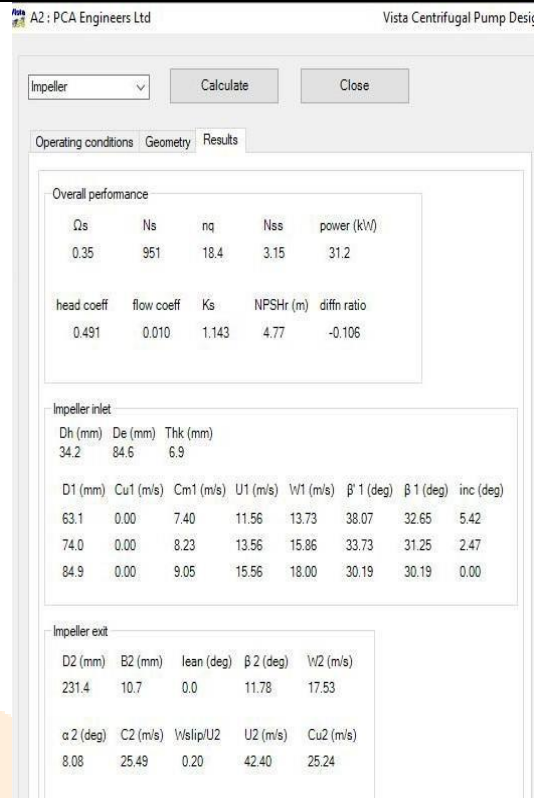 Vista A2 : PCA Engineers Ltd Vista Centrifugal Pump Desig
Impeller Calculate Close
Operating conditions Geometry Results
Overall performance
Ωs Ns nq Nss power (kW)
0.35 951 18.4 3.15 31.2
head coeff flow coeff Ks NPSHr (m) diffn ratio
0.491 0.010 1.143 4.77 -0.106
Impeller inlet
Dh (mm) De (mm) Thk (mm)
34.2 84.6 6.9
D1 (mm) Cu1 (m/s) Cm1 (m/s) U1 (m/s) W1 (m/s) β' 1 (deg) β 1 (deg) inc (deg)
63.1 0.00 7.40 11.56 13.73 38.07 32.65 5.42
74.0 0.00 8.23 13.56 15.86 33.73 31.25 2.47
84.9 0.00 9.05 15.56 18.00 30.19 30.19 0.00
Impeller exit
D2 (mm) B2 (mm) lean (deg) β 2 (deg) W2 (m/s)
231.4 10.7 0.0 11.78 17.53
α 2 (deg) C2 (m/s) Wslip/U2 U2 (m/s) Cu2 (m/s)
8.08 25.49 0.20 42.40 25.24